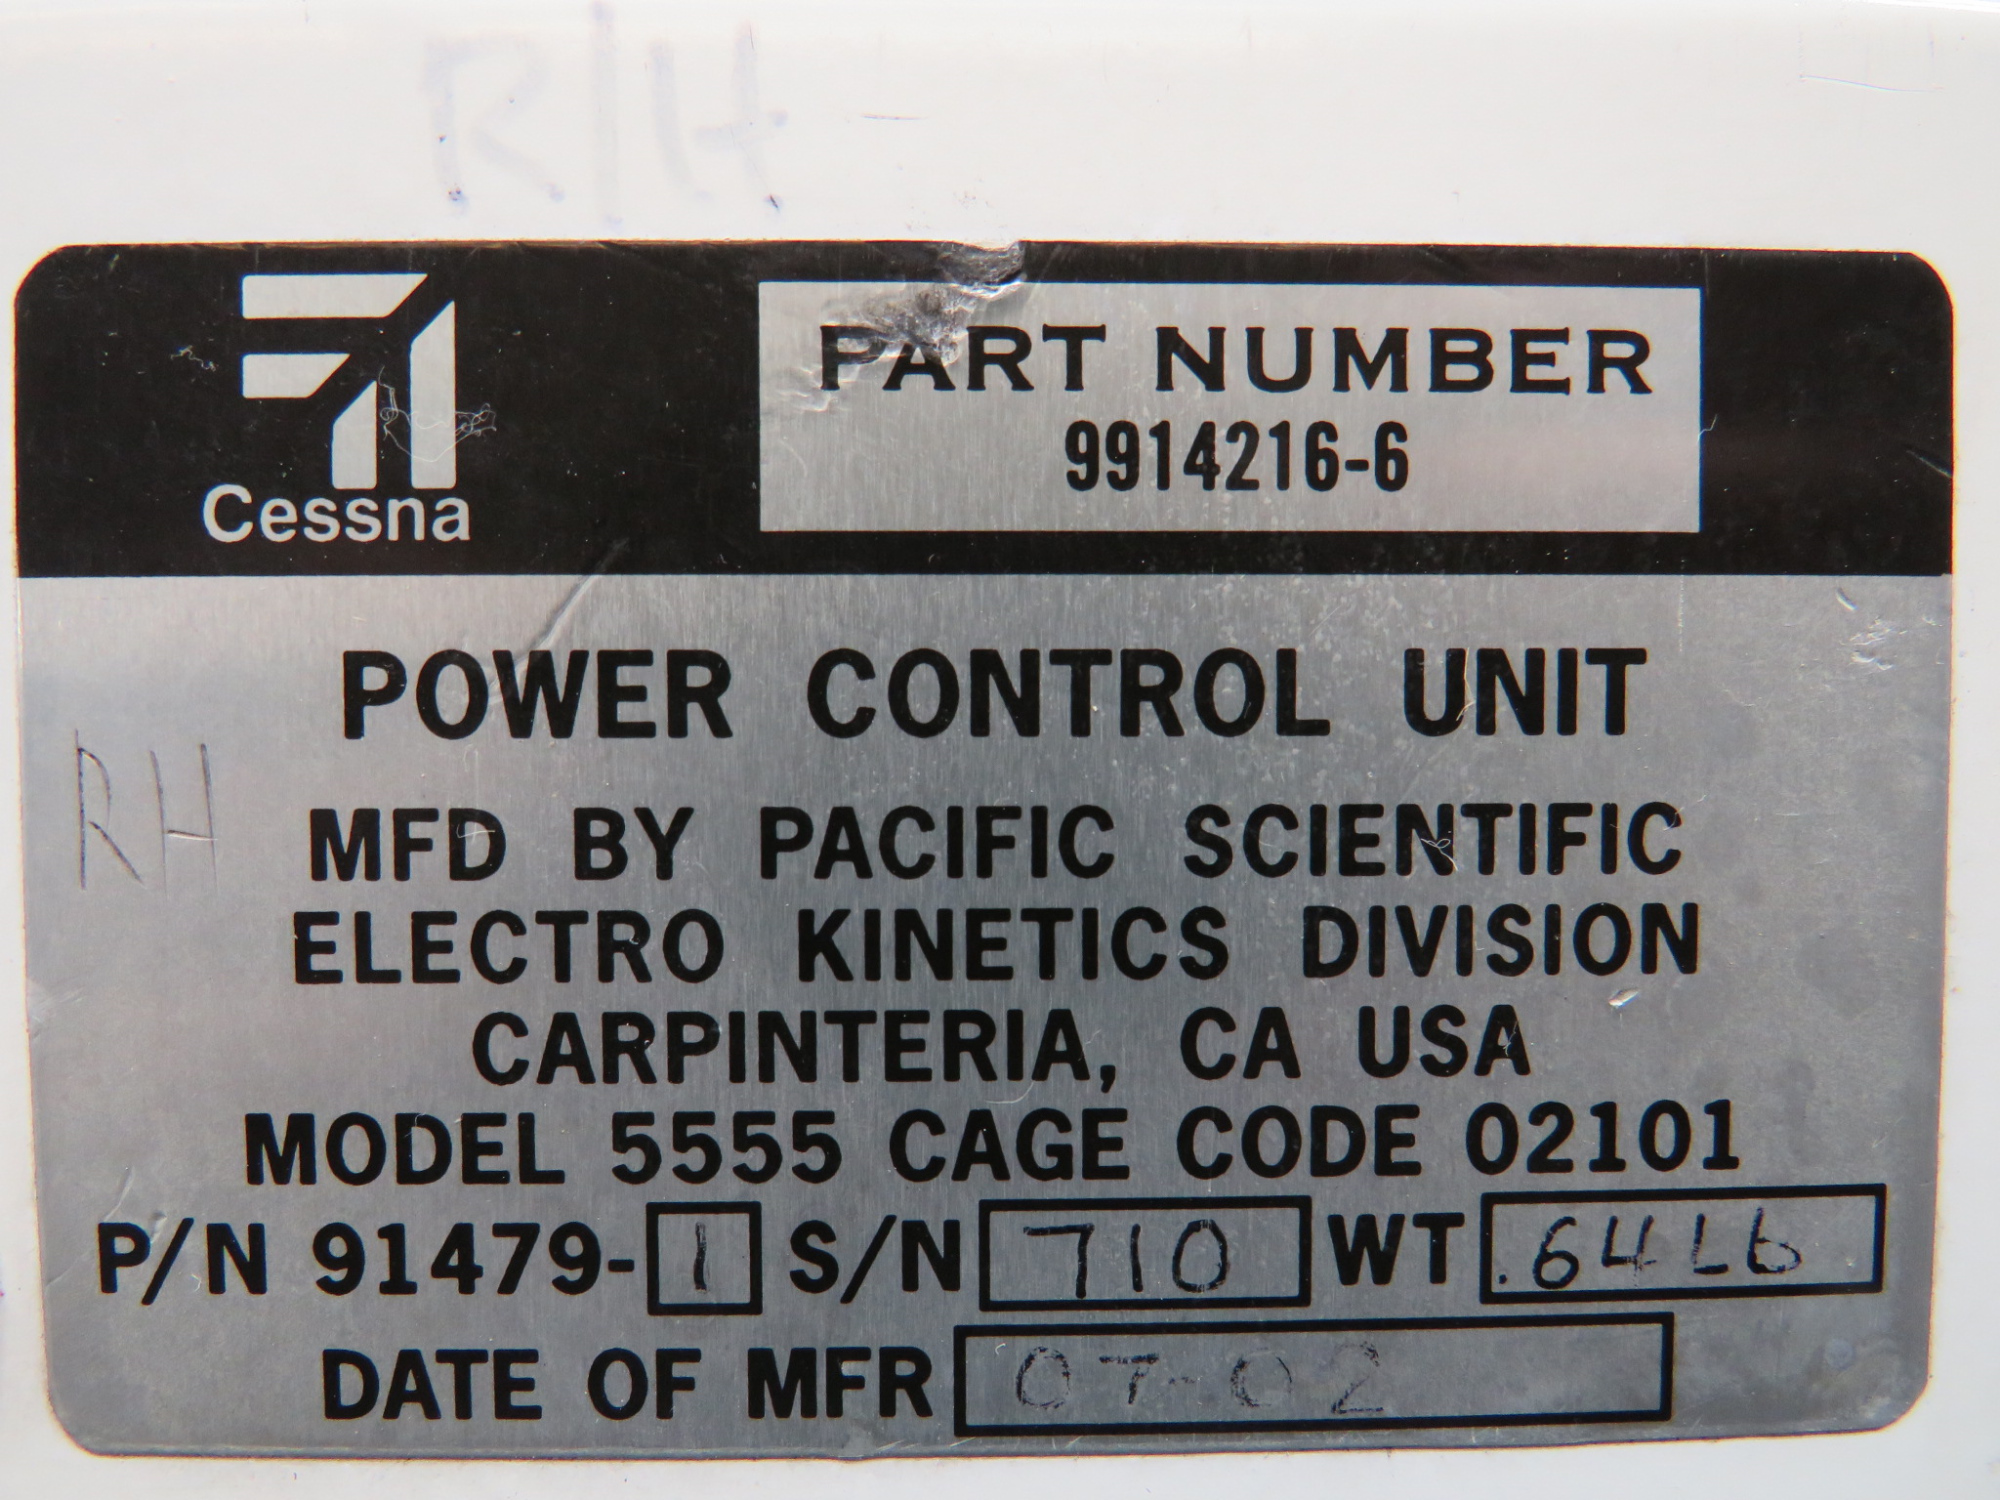 R/H
Cessna
PART NUMBER
9914216-6
POWER CONTROL UNIT
RH
MFD BY PACIFIC SCIENTIFIC
ELECTRO KINETICS DIVISION
CARPINTERIA, CA USA
MODEL 5555 CAGE CODE 02101
P/N 91479-1 S/N 710 WT .64Lb
DATE OF MFR 07-02